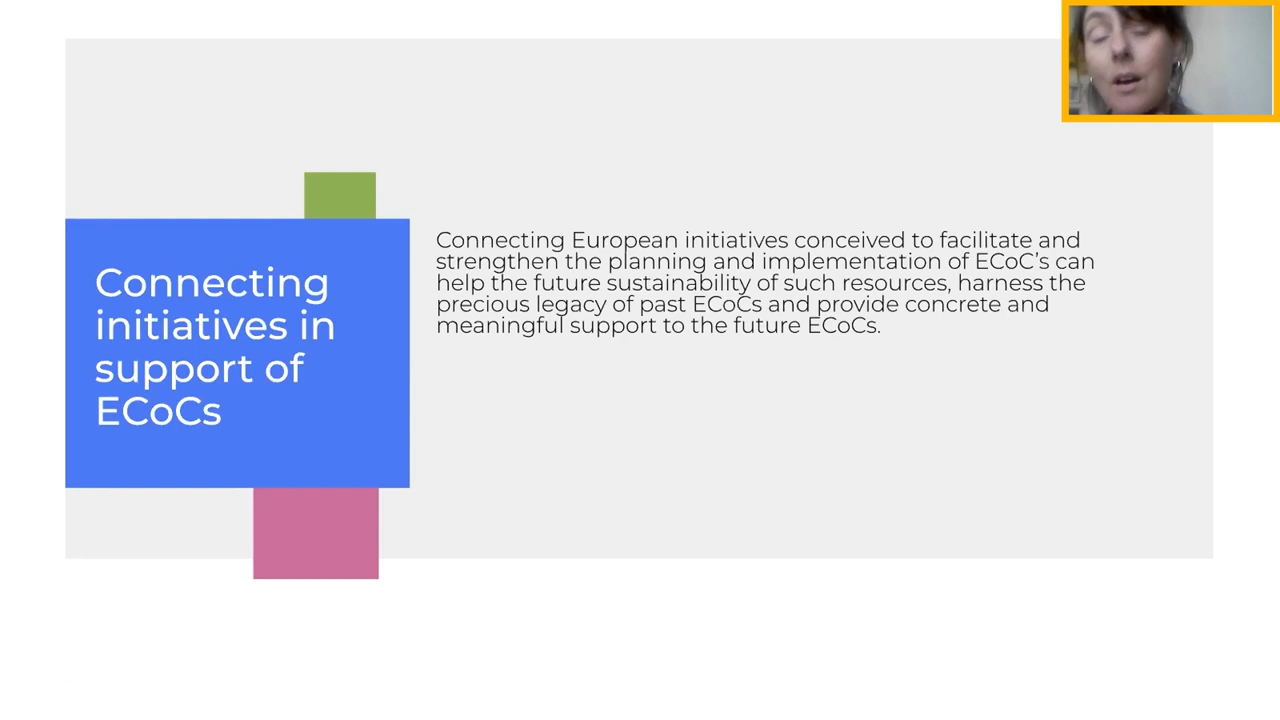 Connecting
initiatives in
support of
ECoCs
Connecting European initiatives conceived to facilitate and
strengthen the planning and implementation of ECoC’s can
help the future sustainability of such resources, harness the
precious legacy of past ECoCs and provide concrete and
meaningful support to the future ECoCs.